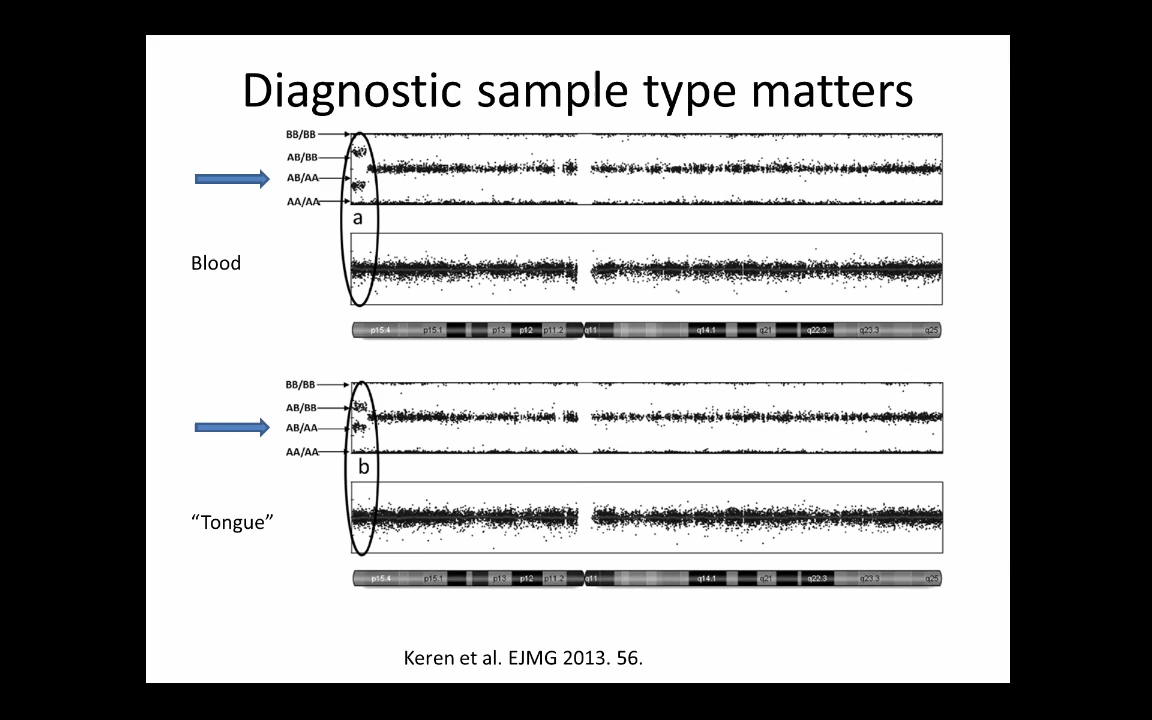 Diagnostic sample type matters
BB/BB
AB/BB
AB/AA
AA/AA
a
Blood
p15.4 p15.1 p13 p12 p11.2 q11 q14.1 q21 q22.3 q23.3 q25
BB/BB
AB/BB
AB/AA
AA/AA
b
“Tongue”
p15.4 p15.1 p13 p12 p11.2 q11 q14.1 q21 q22.3 q23.3 q25
Keren et al. EJMG 2013. 56.